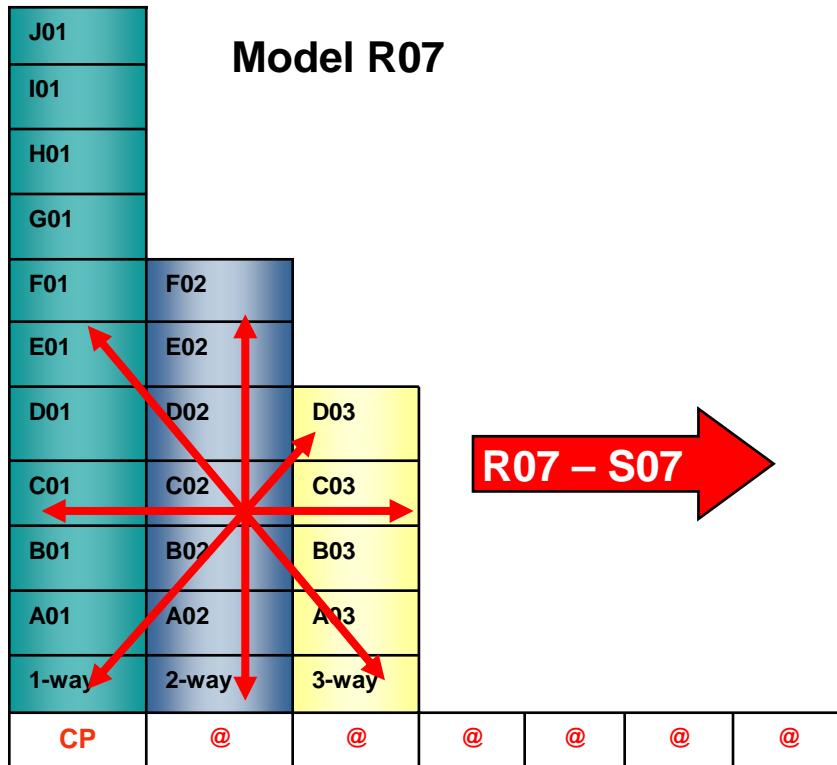 Model R07
J01
I01
H01
G01
F01 F02
E01 E02
D01 D02 D03
R07 – S07
C01 C02 C03
B01 B02 B03
A01 A02 A03
1-way 2-way 3-way
CP @ @ @ @ @ @